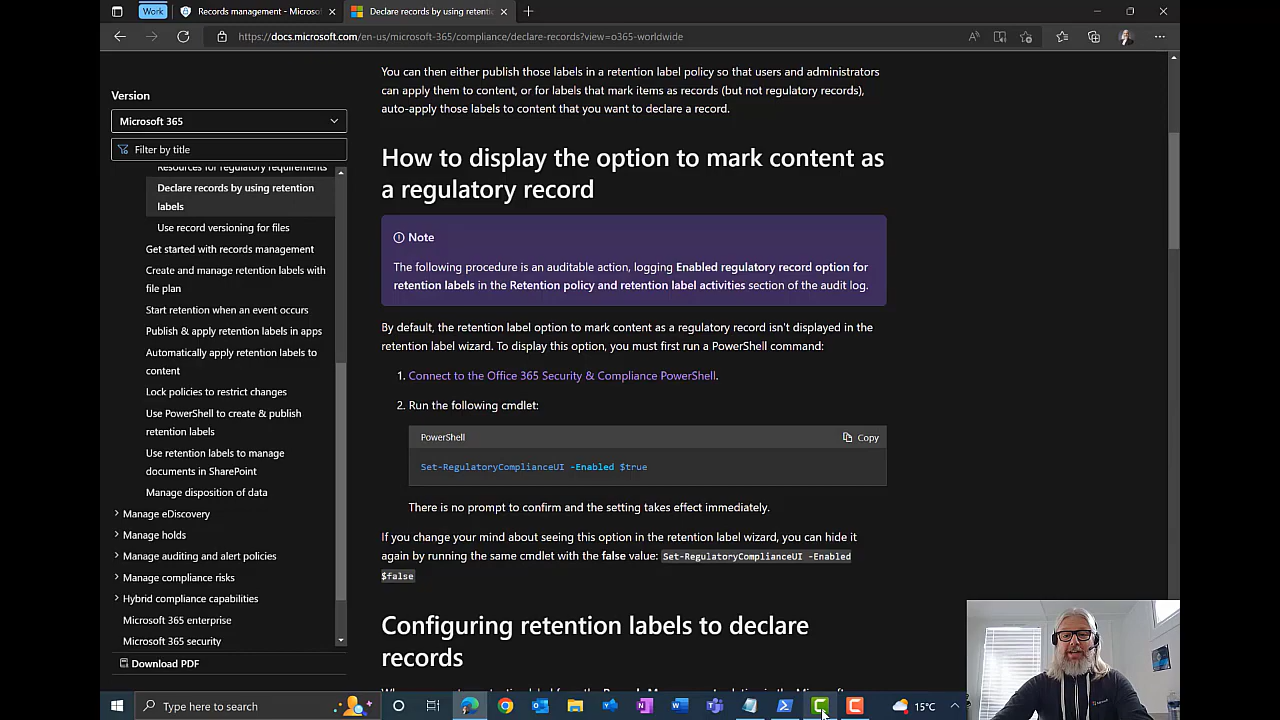 Work
Records management - Microso
Declare records by using retenti
https://docs.microsoft.com/en-us/microsoft-365/compliance/declare-records?view=o365-worldwide
Version
Microsoft 365
Filter by title
Resources for regulatory requirements
Declare records by using retention
labels
Use record versioning for files
Get started with records management
Create and manage retention labels with
file plan
Start retention when an event occurs
Publish & apply retention labels in apps
Automatically apply retention labels to
content
Lock policies to restrict changes
Use PowerShell to create & publish
retention labels
Use retention labels to manage
documents in SharePoint
Manage disposition of data
Manage eDiscovery
Manage holds
Manage auditing and alert policies
Manage compliance risks
Hybrid compliance capabilities
Microsoft 365 enterprise
Microsoft 365 security
Download PDF
You can then either publish those labels in a retention label policy so that users and administrators
can apply them to content, or for labels that mark items as records (but not regulatory records),
auto-apply those labels to content that you want to declare a record.
How to display the option to mark content as
a regulatory record
Note
The following procedure is an auditable action, logging Enabled regulatory record option for
retention labels in the Retention policy and retention label activities section of the audit log.
By default, the retention label option to mark content as a regulatory record isn't displayed in the
retention label wizard. To display this option, you must first run a PowerShell command:
1. Connect to the Office 365 Security & Compliance PowerShell.
2. Run the following cmdlet:
PowerShell
Copy
Set-RegulatoryComplianceUI -Enabled $true
There is no prompt to confirm and the setting takes effect immediately.
If you change your mind about seeing this option in the retention label wizard, you can hide it
again by running the same cmdlet with the false value: Set-RegulatoryComplianceUI -Enabled
$false
Configuring retention labels to declare
records
Type here to search
15°C